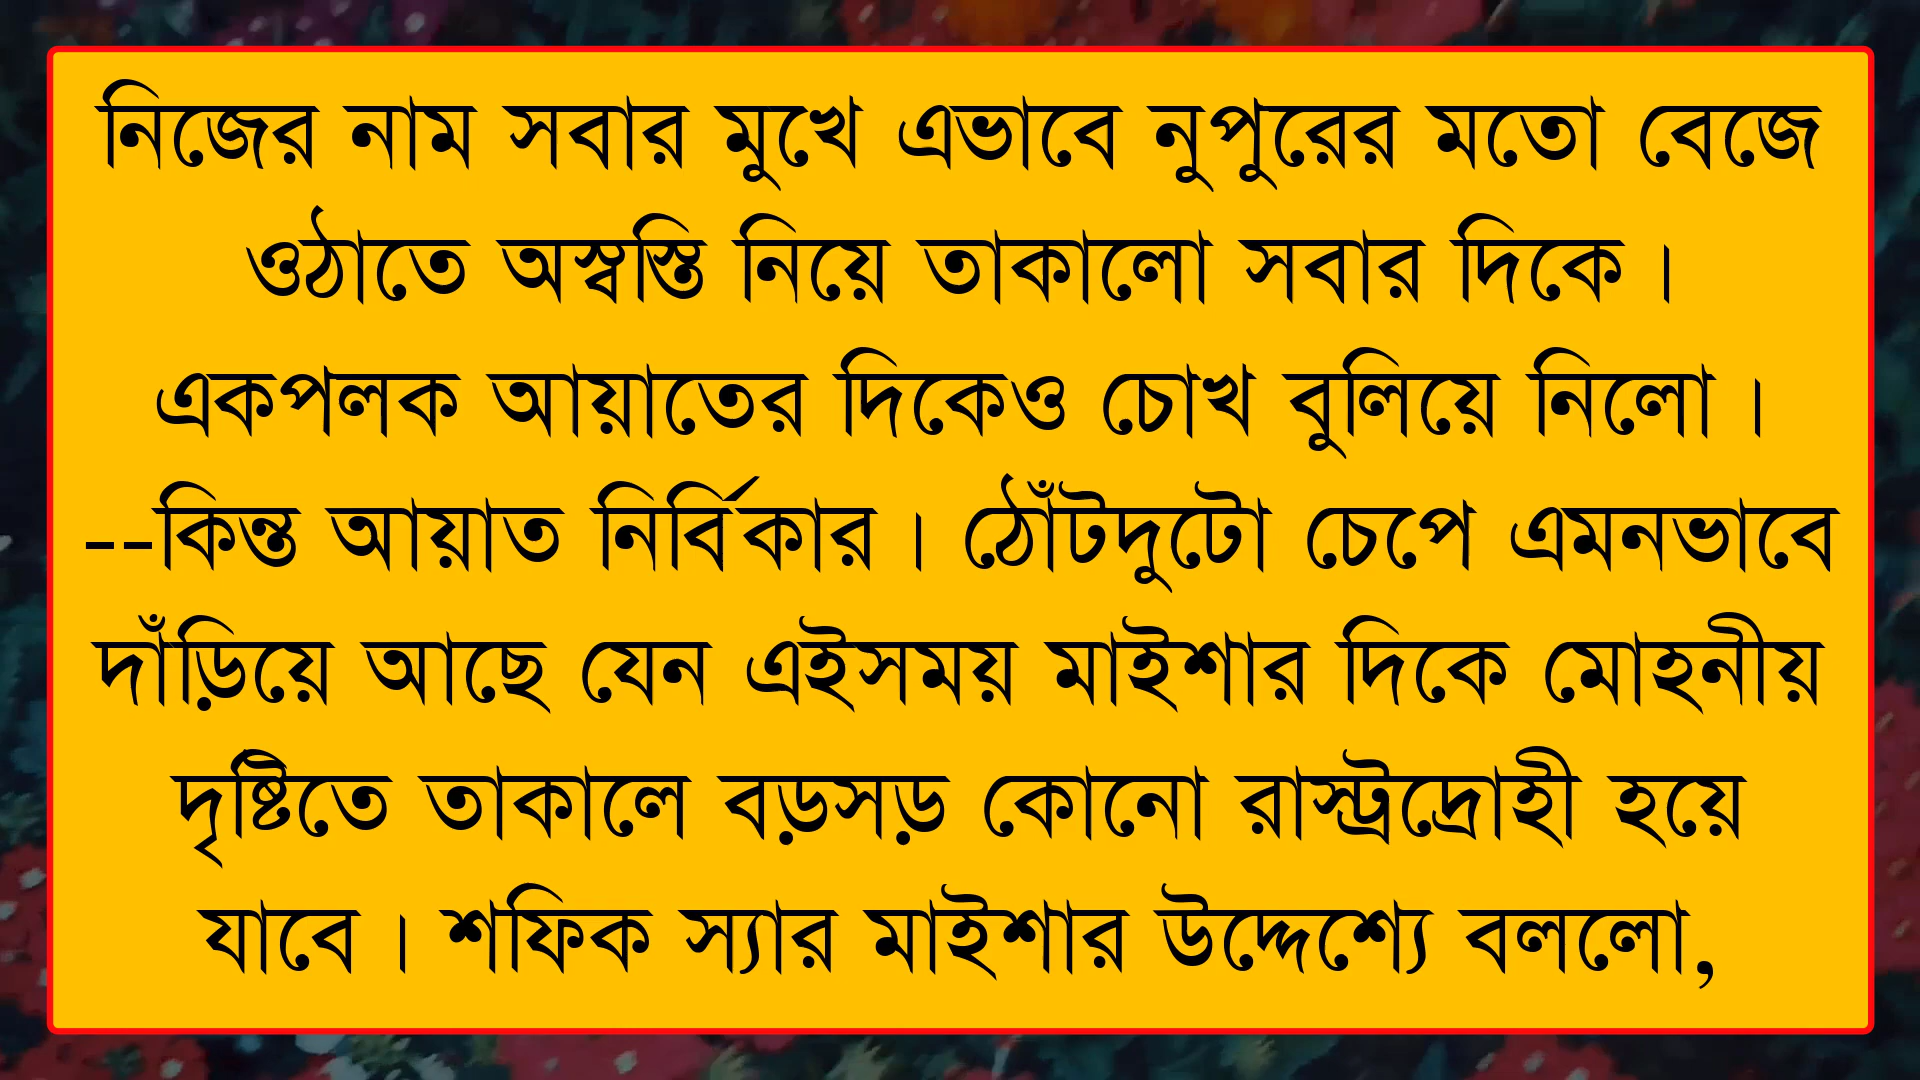 নিজের নাম সবার মুখে এভাবে নুপুরের মতো বেজে
ওঠাতে অস্বস্তি নিয়ে তাকালো সবার দিকে।
একপলক আয়াতের দিকেও চোখ বুলিয়ে নিলো।
--কিন্ত আয়াত নির্বিকার। ঠোঁটদুটো চেপে এমনভাবে
দাঁড়িয়ে আছে যেন এইসময় মাইশার দিকে মোহনীয়
দৃষ্টিতে তাকালে বড়সড় কোনো রাস্ট্রদ্রোহী হয়ে
যাবে। শফিক স্যার মাইশার উদ্দেশ্যে বললো,